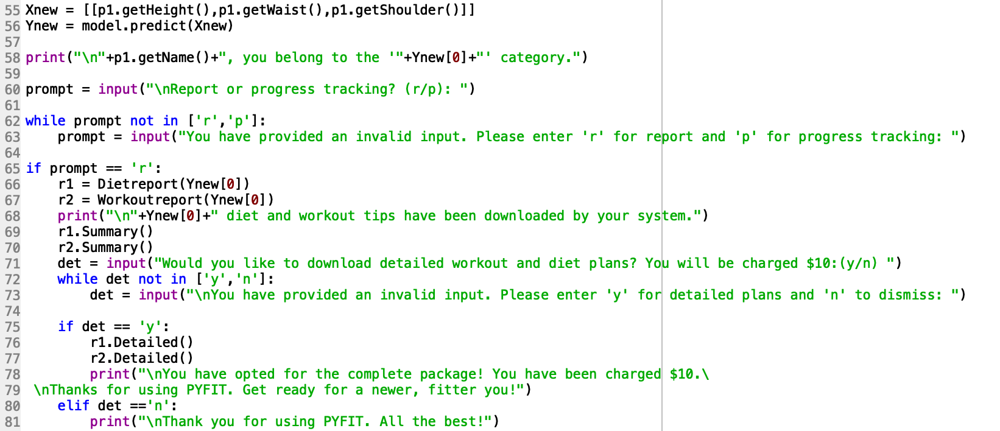 55 Xnew = [[p1.getHeight(),p1.getWaist(),p1.getShoulder()]]
56 Ynew = model.predict(Xnew)
57
58 print("\n"+p1.getName()+", you belong to the '"+Ynew[0]+"' category.")
59
60 prompt = input("\nReport or progress tracking? (r/p): ")
61
62 while prompt not in ['r','p']:
63     prompt = input("You have provided an invalid input. Please enter 'r' for report and 'p' for progress tracking: ")
64
65 if prompt == 'r':
66     r1 = Dietreport(Ynew[0])
67     r2 = Workoutreport(Ynew[0])
68     print("\n"+Ynew[0]+" diet and workout tips have been downloaded by your system.")
69     r1.Summary()
70     r2.Summary()
71     det = input("Would you like to download detailed workout and diet plans? You will be charged $10:(y/n) ")
72     while det not in ['y','n']:
73         det = input("\nYou have provided an invalid input. Please enter 'y' for detailed plans and 'n' to dismiss: ")
74
75     if det == 'y':
76         r1.Detailed()
77         r2.Detailed()
78         print("\nYou have opted for the complete package! You have been charged $10.\
79  \nThanks for using PYFIT. Get ready for a newer, fitter you!")
80     elif det =='n':
81         print("\nThank you for using PYFIT. All the best!")